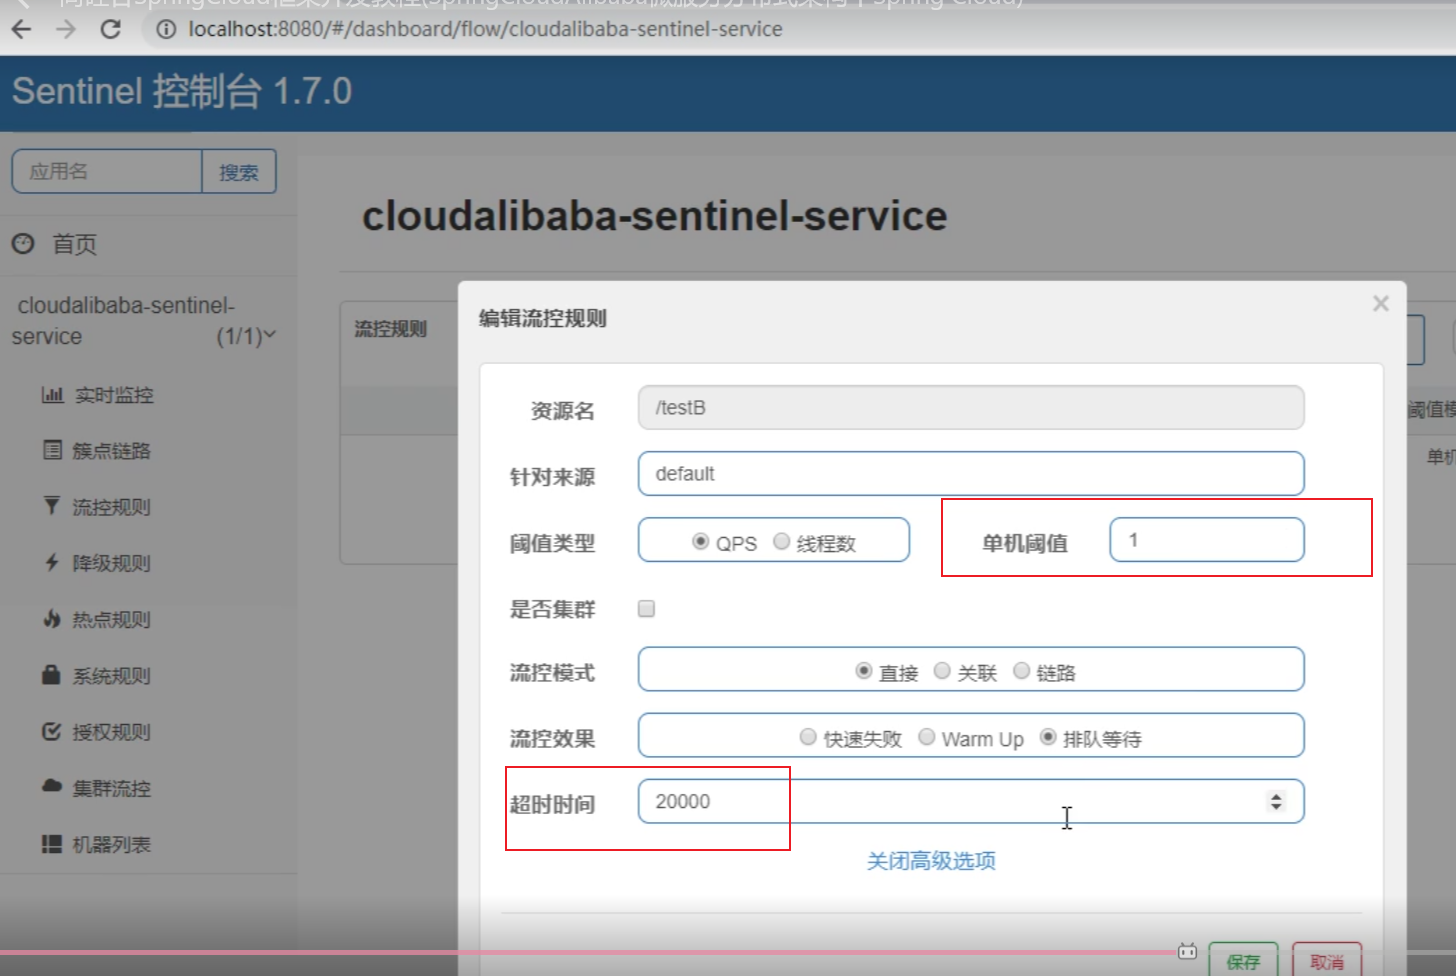 localhost:8080/#/dashboard/flow/cloudalibaba-sentinel-service
Sentinel 控制台 1.7.0
应用名
搜索
首页
cloudalibaba-sentinel-
service (1/1)
实时监控
簇点链路
流控规则
降级规则
热点规则
系统规则
授权规则
集群流控
机器列表
cloudalibaba-sentinel-service
流控规则
编辑流控规则
×
资源名 /testB
针对来源 default
阈值类型 QPS 线程数 单机阈值 1
是否集群
流控模式 直接 关联 链路
流控效果 快速失败 Warm Up 排队等待
超时时间 20000
关闭高级选项
保存 取消
阈值模
单机